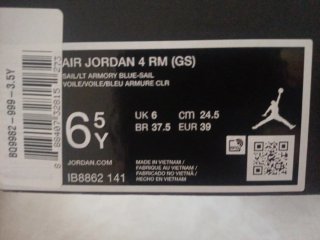 AIR JORDAN 4 RM (GS)
SAIL/LT ARMORY BLUE-SAIL
VOILE/VOILE/BLEU ARMURE CLR
6.5Y
UK 6 cm 24.5
BR 37.5 EUR 39
JORDAN.COM
MADE IN VIETNAM /
FABRIQUÉ AU VIETNAM /
FABRICADO NO VIETNÃ /
HECHO EN VIETNAM
IB8862 141